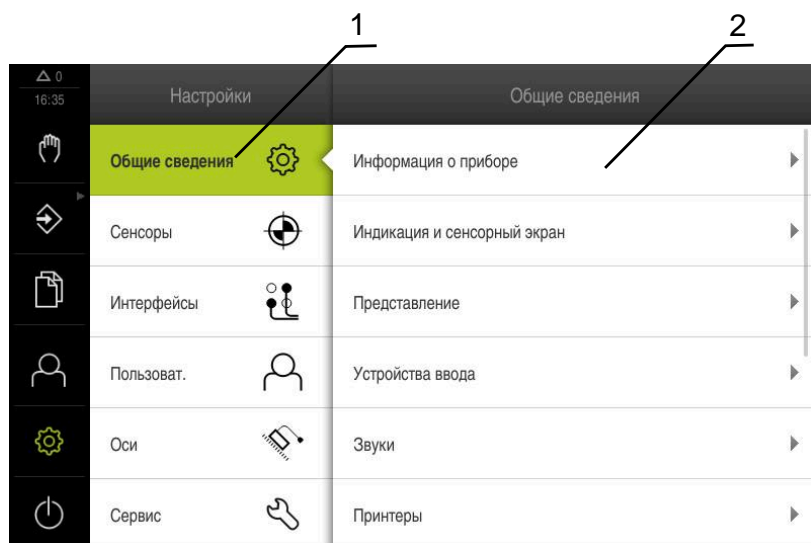 1
2
0
16:35
Настройки
Общие сведения
Общие сведения
Информация о приборе
Сенсоры
Индикация и сенсорный экран
Интерфейсы
Представление
Пользоват.
Устройства ввода
Оси
Звуки
Сервис
Принтеры